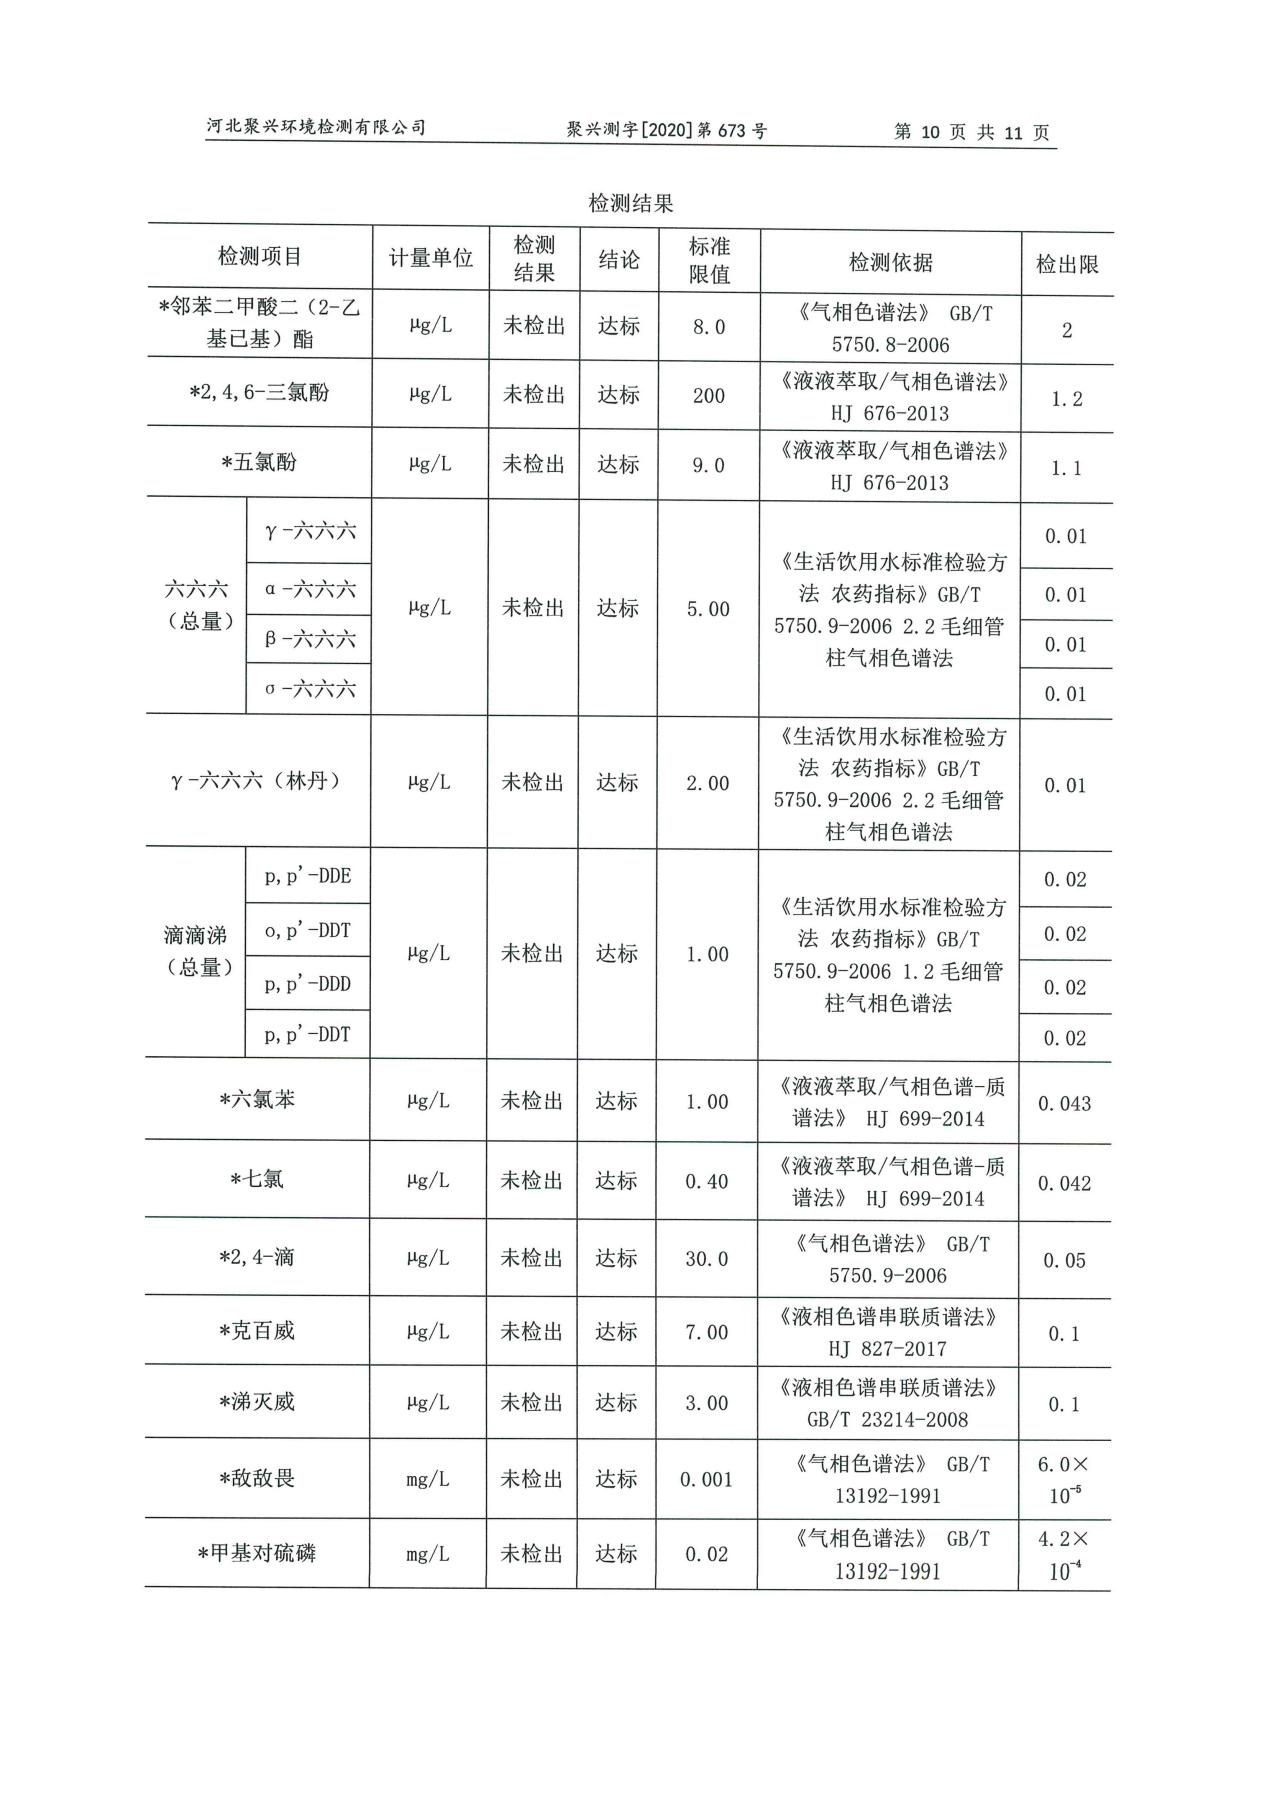 河北聚兴环境检测有限公司 聚兴测字[2020]第 673 号 第 10 页 共 11 页
检测结果
检测项目 计量单位 检测 结论 标准 检测依据 检出限
结果 限值
*邻苯二甲酸二（2-乙 μg/L 未检出 达标 8.0 《气相色谱法》 GB/T 2
基已基）酯 5750.8-2006
*2,4,6-三氯酚 μg/L 未检出 达标 200 《液液萃取/气相色谱法》 1.2
HJ 676-2013
*五氯酚 μg/L 未检出 达标 9.0 《液液萃取/气相色谱法》 1.1
HJ 676-2013
六六六
（总量）
γ-六六六
α-六六六
β-六六六
σ-六六六
μg/L 未检出 达标 5.00
《生活饮用水标准检验方
法 农药指标》GB/T
5750.9-2006 2.2 毛细管
柱气相色谱法
0.01
0.01
0.01
0.01
γ-六六六（林丹） μg/L 未检出 达标 2.00
《生活饮用水标准检验方
法 农药指标》GB/T
5750.9-2006 2.2 毛细管
柱气相色谱法
0.01
滴滴涕
（总量）
p,p'-DDE
o,p'-DDT
p,p'-DDD
p,p'-DDT
μg/L 未检出 达标 1.00
《生活饮用水标准检验方
法 农药指标》GB/T
5750.9-2006 1.2 毛细管
柱气相色谱法
0.02
0.02
0.02
0.02
*六氯苯 μg/L 未检出 达标 1.00 《液液萃取/气相色谱-质 0.043
谱法》 HJ 699-2014
*七氯 μg/L 未检出 达标 0.40 《液液萃取/气相色谱-质 0.042
谱法》 HJ 699-2014
*2,4-滴 μg/L 未检出 达标 30.0 《气相色谱法》 GB/T 0.05
5750.9-2006
*克百威 μg/L 未检出 达标 7.00 《液相色谱串联质谱法》 0.1
HJ 827-2017
*涕灭威 μg/L 未检出 达标 3.00 《液相色谱串联质谱法》 0.1
GB/T 23214-2008
*敌敌畏 mg/L 未检出 达标 0.001 《气相色谱法》 GB/T 6.0×
13192-1991 10⁻⁵
*甲基对硫磷 mg/L 未检出 达标 0.02 《气相色谱法》 GB/T 4.2×
13192-1991 10⁻⁴